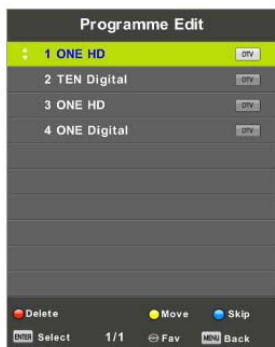 Programme Edit
1 ONE HD DTV
2 TEN Digital DTV
3 ONE HD DTV
4 ONE Digital DTV
Delete Move Skip
ENTER Select 1/1 Fav MENU Back